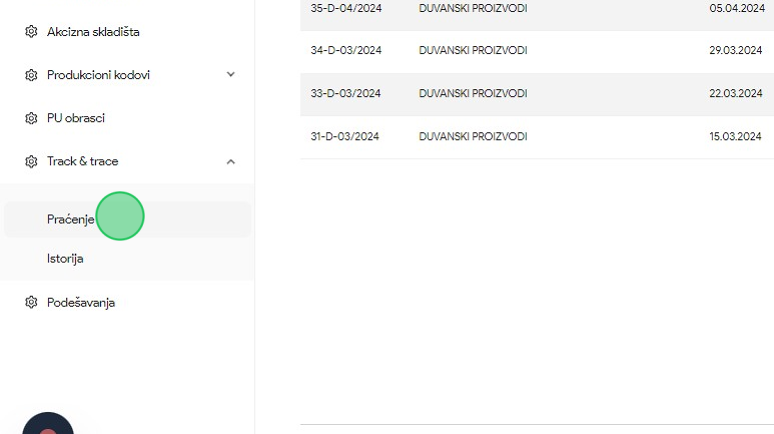 Akcizna skladišta
Produkcioni kodovi
PU obrasci
Track & trace
Praćenje
Istorija
Podešavanja
35-D-04/2024 DUVANSKI PROIZVODI 05.04.2024
34-D-03/2024 DUVANSKI PROIZVODI 29.03.2024
33-D-03/2024 DUVANSKI PROIZVODI 22.03.2024
31-D-03/2024 DUVANSKI PROIZVODI 15.03.2024